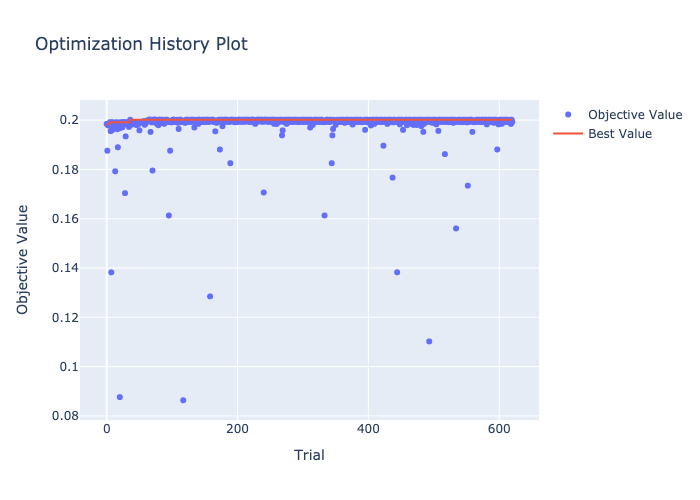 Optimization History Plot
Objective Value
Best Value
0.2
0.18
0.16
0.14
0.12
0.1
0.08
Objective Value
0
200
400
600
Trial